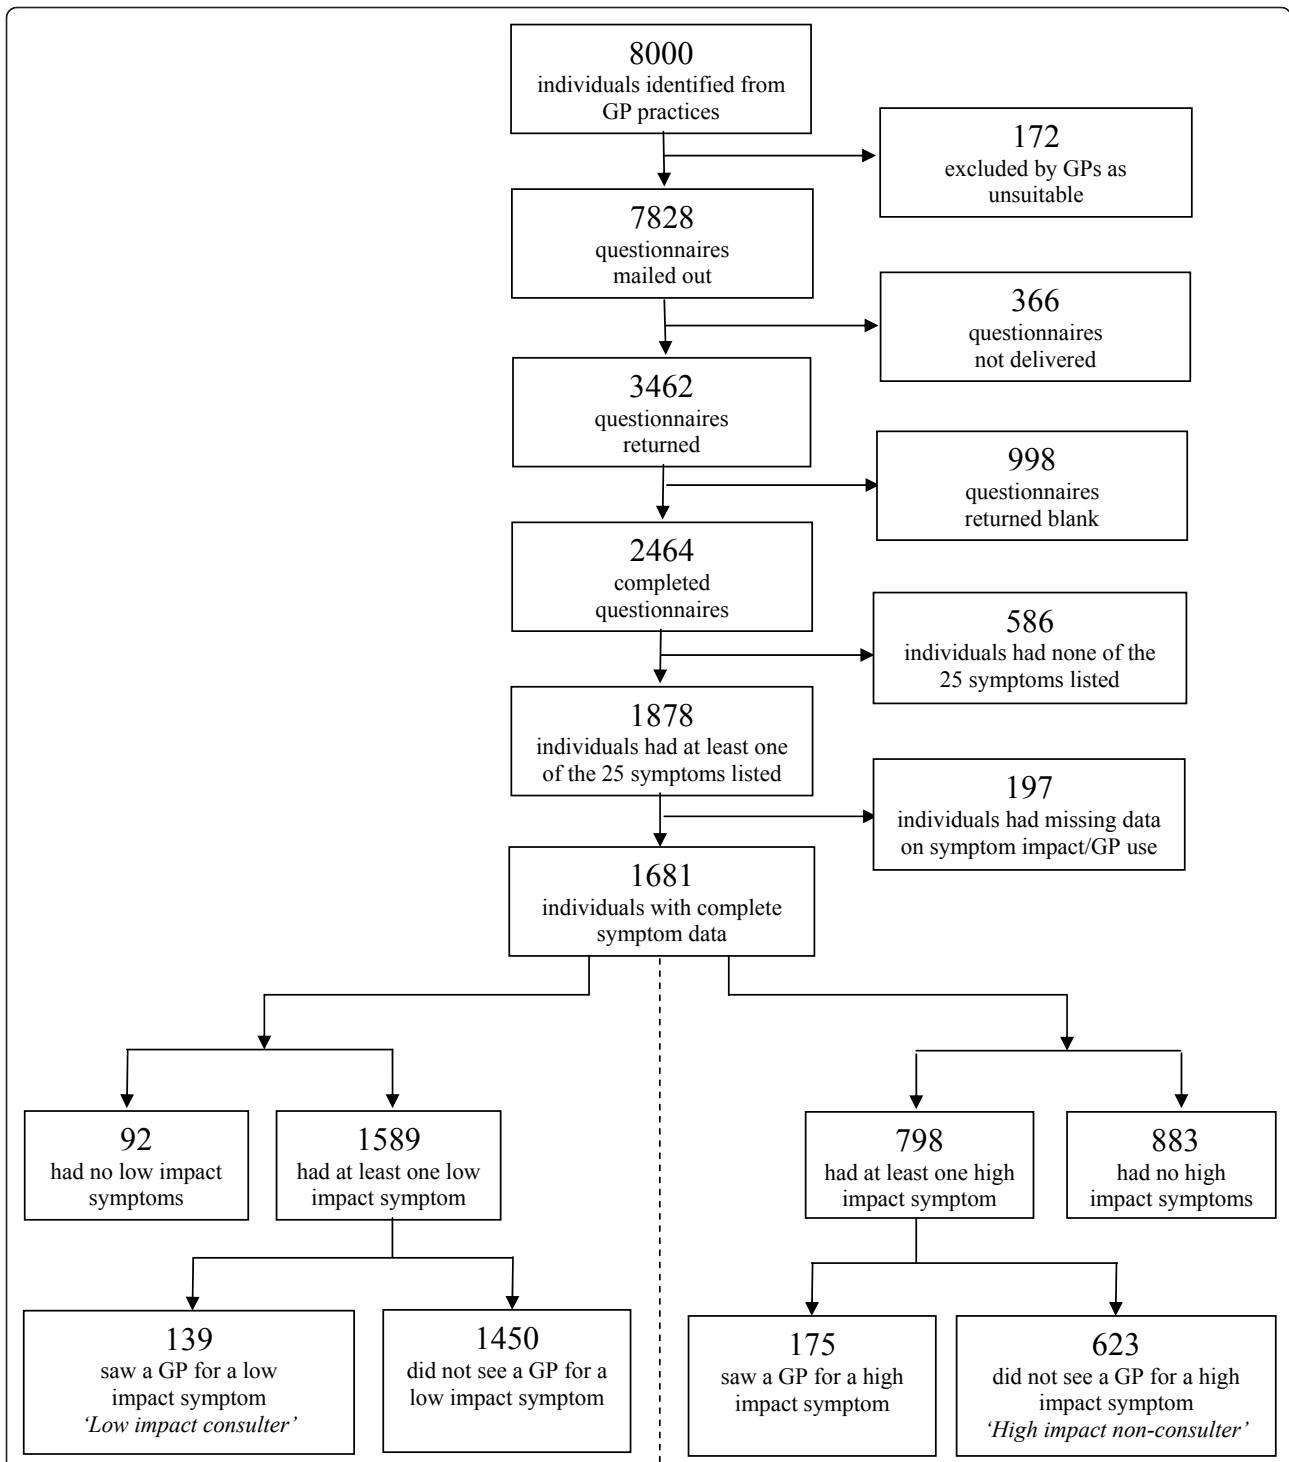 8000
individuals identified from
GP practices
172
excluded by GPs as
unsuitable
7828
questionnaires
mailed out
366
questionnaires
not delivered
3462
questionnaires
returned
998
questionnaires
returned blank
2464
completed
questionnaires
586
individuals had none of the
25 symptoms listed
1878
individuals had at least one
of the 25 symptoms listed
197
individuals had missing data
on symptom impact/GP use
1681
individuals with complete
symptom data
92
had no low impact
symptoms
1589
had at least one low
impact symptom
798
had at least one high
impact symptom
883
had no high
impact symptoms
139
saw a GP for a low
impact symptom
‘Low impact consulter’
1450
did not see a GP for a
low impact symptom
175
saw a GP for a high
impact symptom
623
did not see a GP for a high
impact symptom
‘High impact non-consulter’